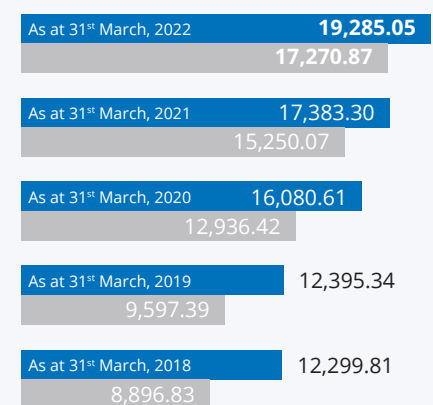 As at 31st March, 2022 19,285.05
17,270.87
As at 31st March, 2021 17,383.30
15,250.07
As at 31st March, 2020 16,080.61
12,936.42
As at 31st March, 2019 12,395.34
9,597.39
As at 31st March, 2018 12,299.81
8,896.83